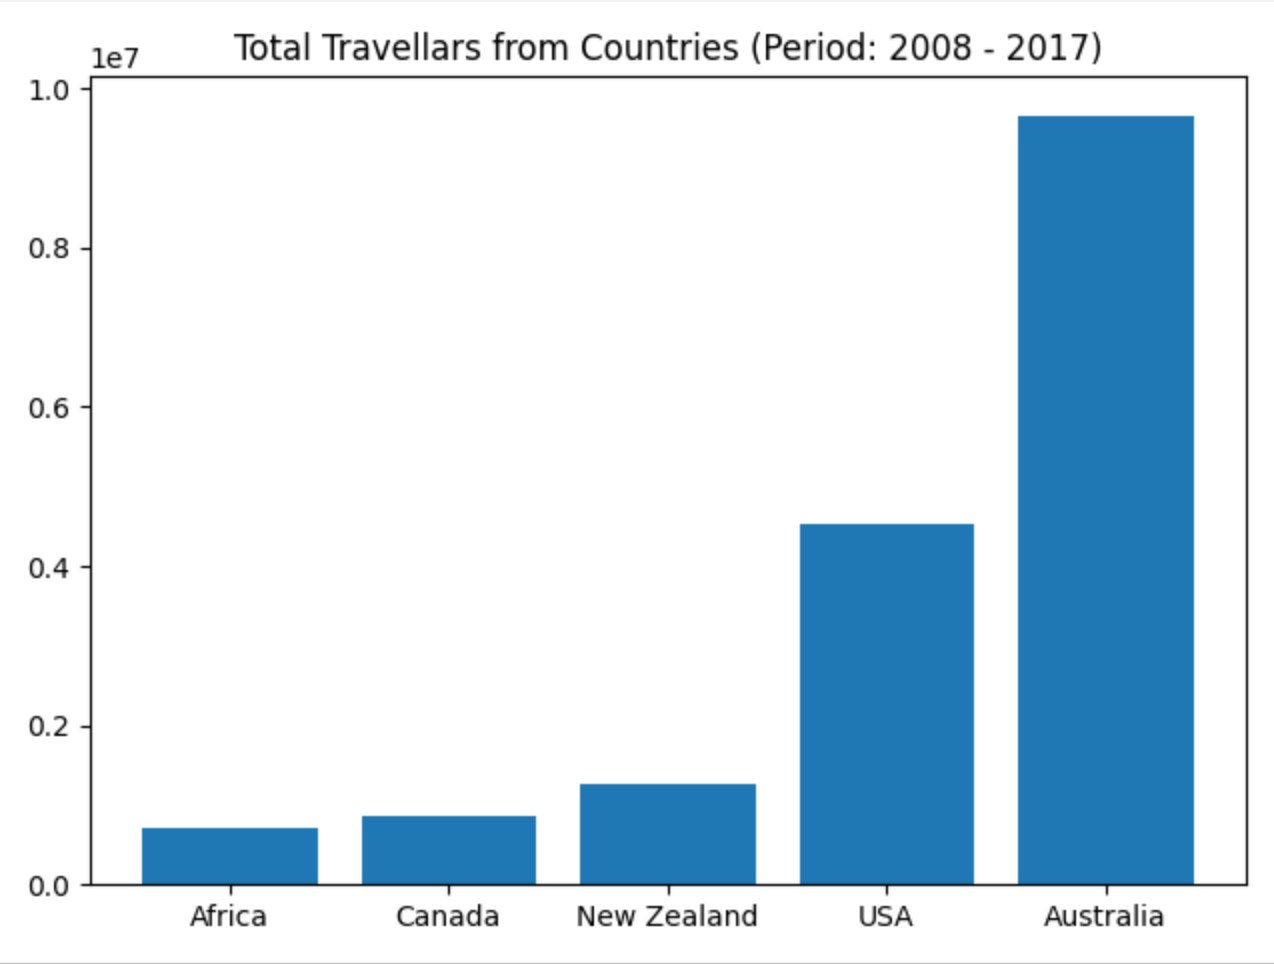 Total Travellars from Countries (Period: 2008 - 2017)
1e7
1.0
0.8
0.6
0.4
0.2
0.0
Africa Canada New Zealand USA Australia